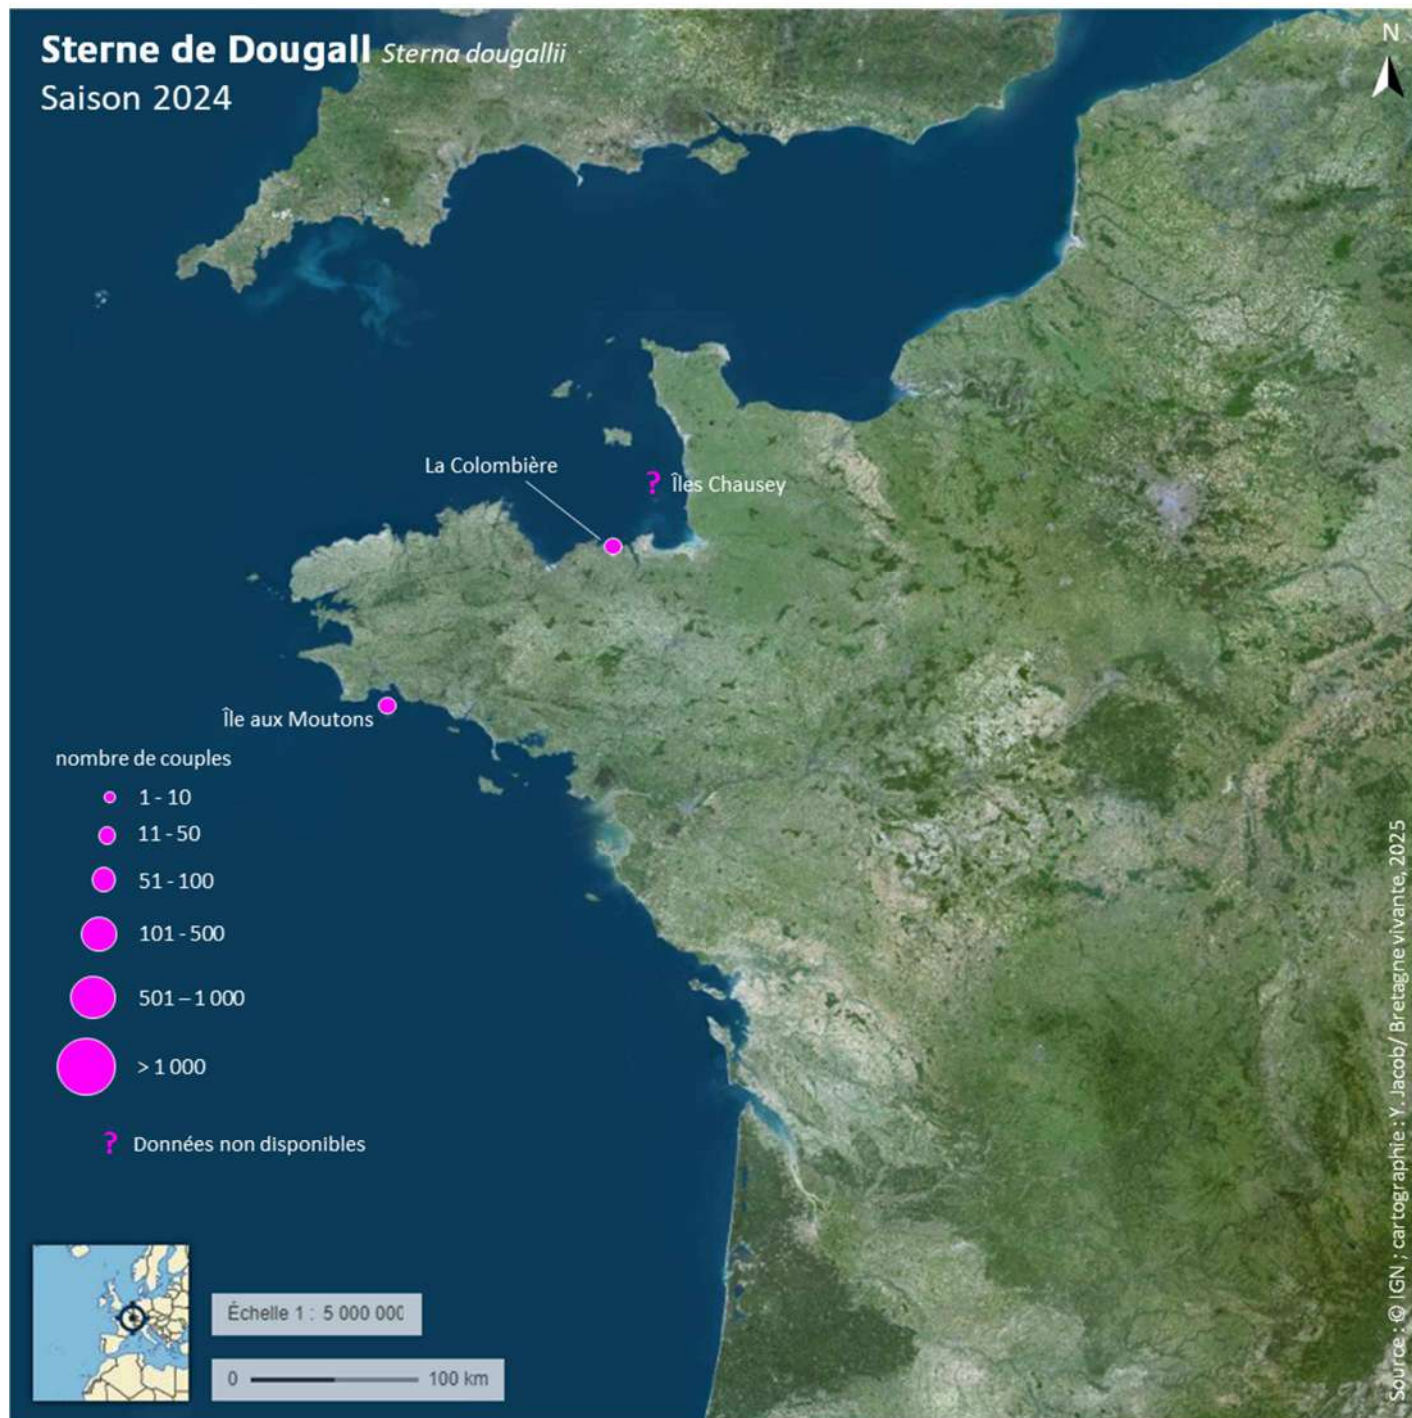 Sterne de Dougall Sterna dougallii
Saison 2024
N
La Colombière
? Îles Chausey
Île aux Moutons
nombre de couples
1 - 10
11 - 50
51 - 100
101 - 500
501 – 1 000
> 1 000
? Données non disponibles
Échelle 1 : 5 000 000
0 100 km
Source : © IGN ; cartographie : Y. Jacob/ Bretagne vivante, 2025